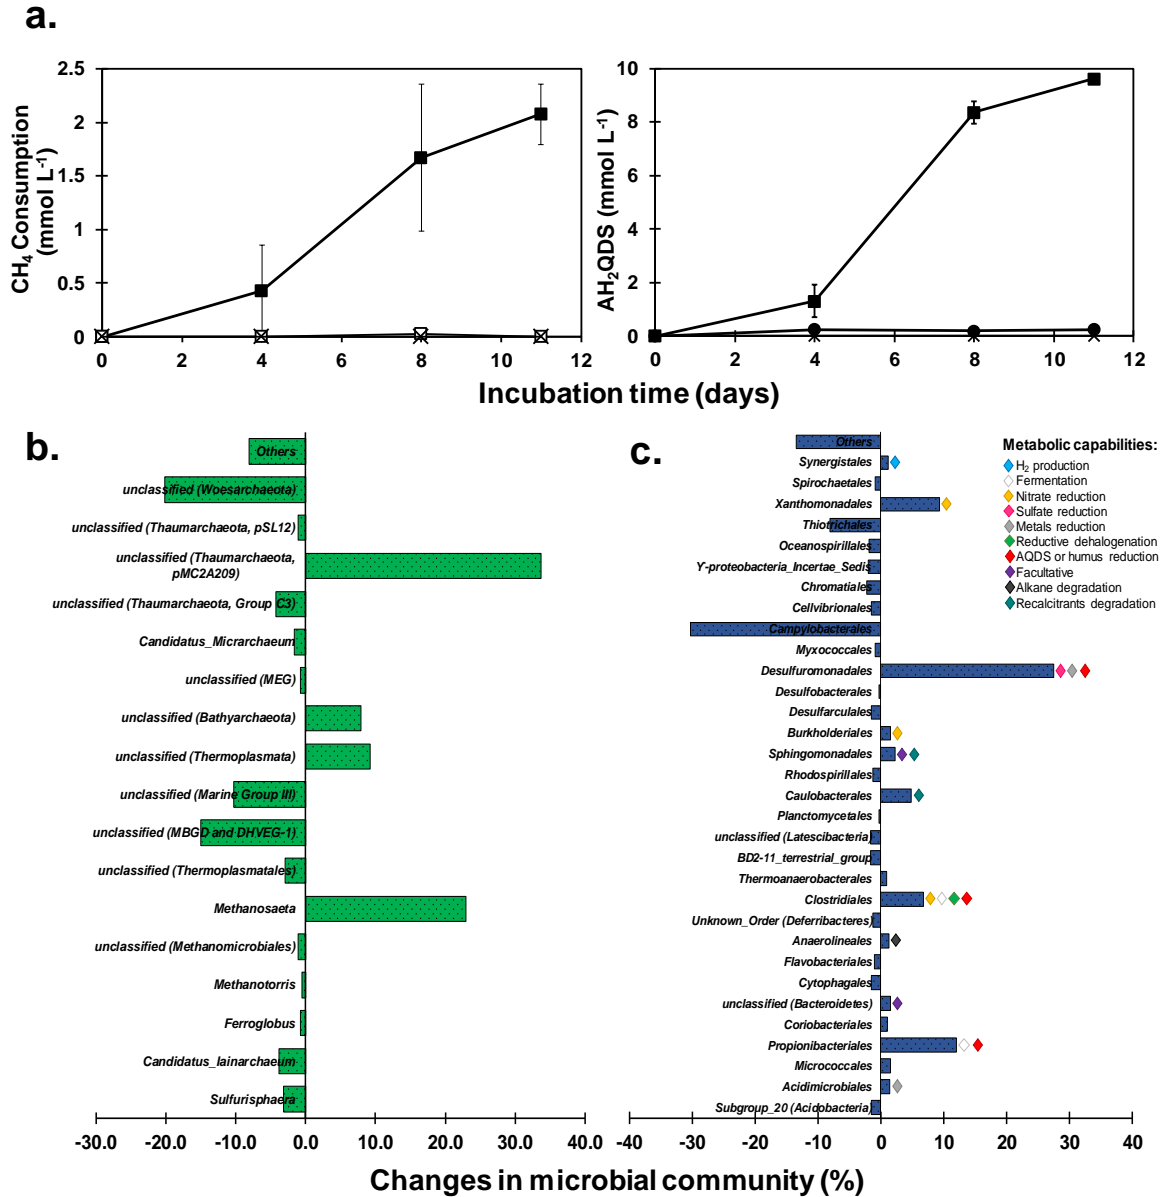 a.
2.5
2
1.5
1
0.5
0
0 2 4 6 8 10 12
CH4 Consumption
(mmol L-1)
10
8
6
4
2
0
0 2 4 6 8 10 12
AH2QDS (mmol L-1)
Incubation time (days)
b.
Others
unclassified (Woesarchaeota)
unclassified (Thaumarchaeota, pSL12)
unclassified (Thaumarchaeota,
pMC2A209)
unclassified (Thaumarchaeota, Group C3)
Candidatus_Micrarchaeum
unclassified (MEG)
unclassified (Bathyarchaeota)
unclassified (Thermoplasmata)
unclassified (Marine Group III)
unclassified (MBGD and DHVEG-1)
unclassified (Thermoplasmatales)
Methanosaeta
unclassified (Methanomicrobiales)
Methanotorris
Ferroglobus
Candidatus_Iainarchaeum
Sulfurisphaera
-30.0 -20.0 -10.0 0.0 10.0 20.0 30.0 40.0
c.
Others
Synergistales
Spirochaetales
Xanthomonadales
Thiotrichales
Oceanospirillales
Ƴ-proteobacteria_Incertae_Sedis
Chromatiales
Cellvibrionales
Campylobacterales
Myxococcales
Desulfuromonadales
Desulfobacterales
Desulfarculales
Burkholderiales
Sphingomonadales
Rhodospirillales
Caulobacterales
Planctomycetales
unclassified (Latescibacteria)
BD2-11_terrestrial_group
Thermoanaerobacterales
Clostridiales
Unknown_Order (Deferribacteres)
Anaerolineales
Flavobacteriales
Cytophagales
unclassified (Bacteroidetes)
Coriobacteriales
Propionibacteriales
Micrococcales
Acidimicrobiales
Subgroup_20 (Acidobacteria)
-40 -30 -20 -10 0 10 20 30 40
Metabolic capabilities:
H2 production
Fermentation
Nitrate reduction
Sulfate reduction
Metals reduction
Reductive dehalogenation
AQDS or humus reduction
Facultative
Alkane degradation
Recalcitrants degradation
Changes in microbial community (%)